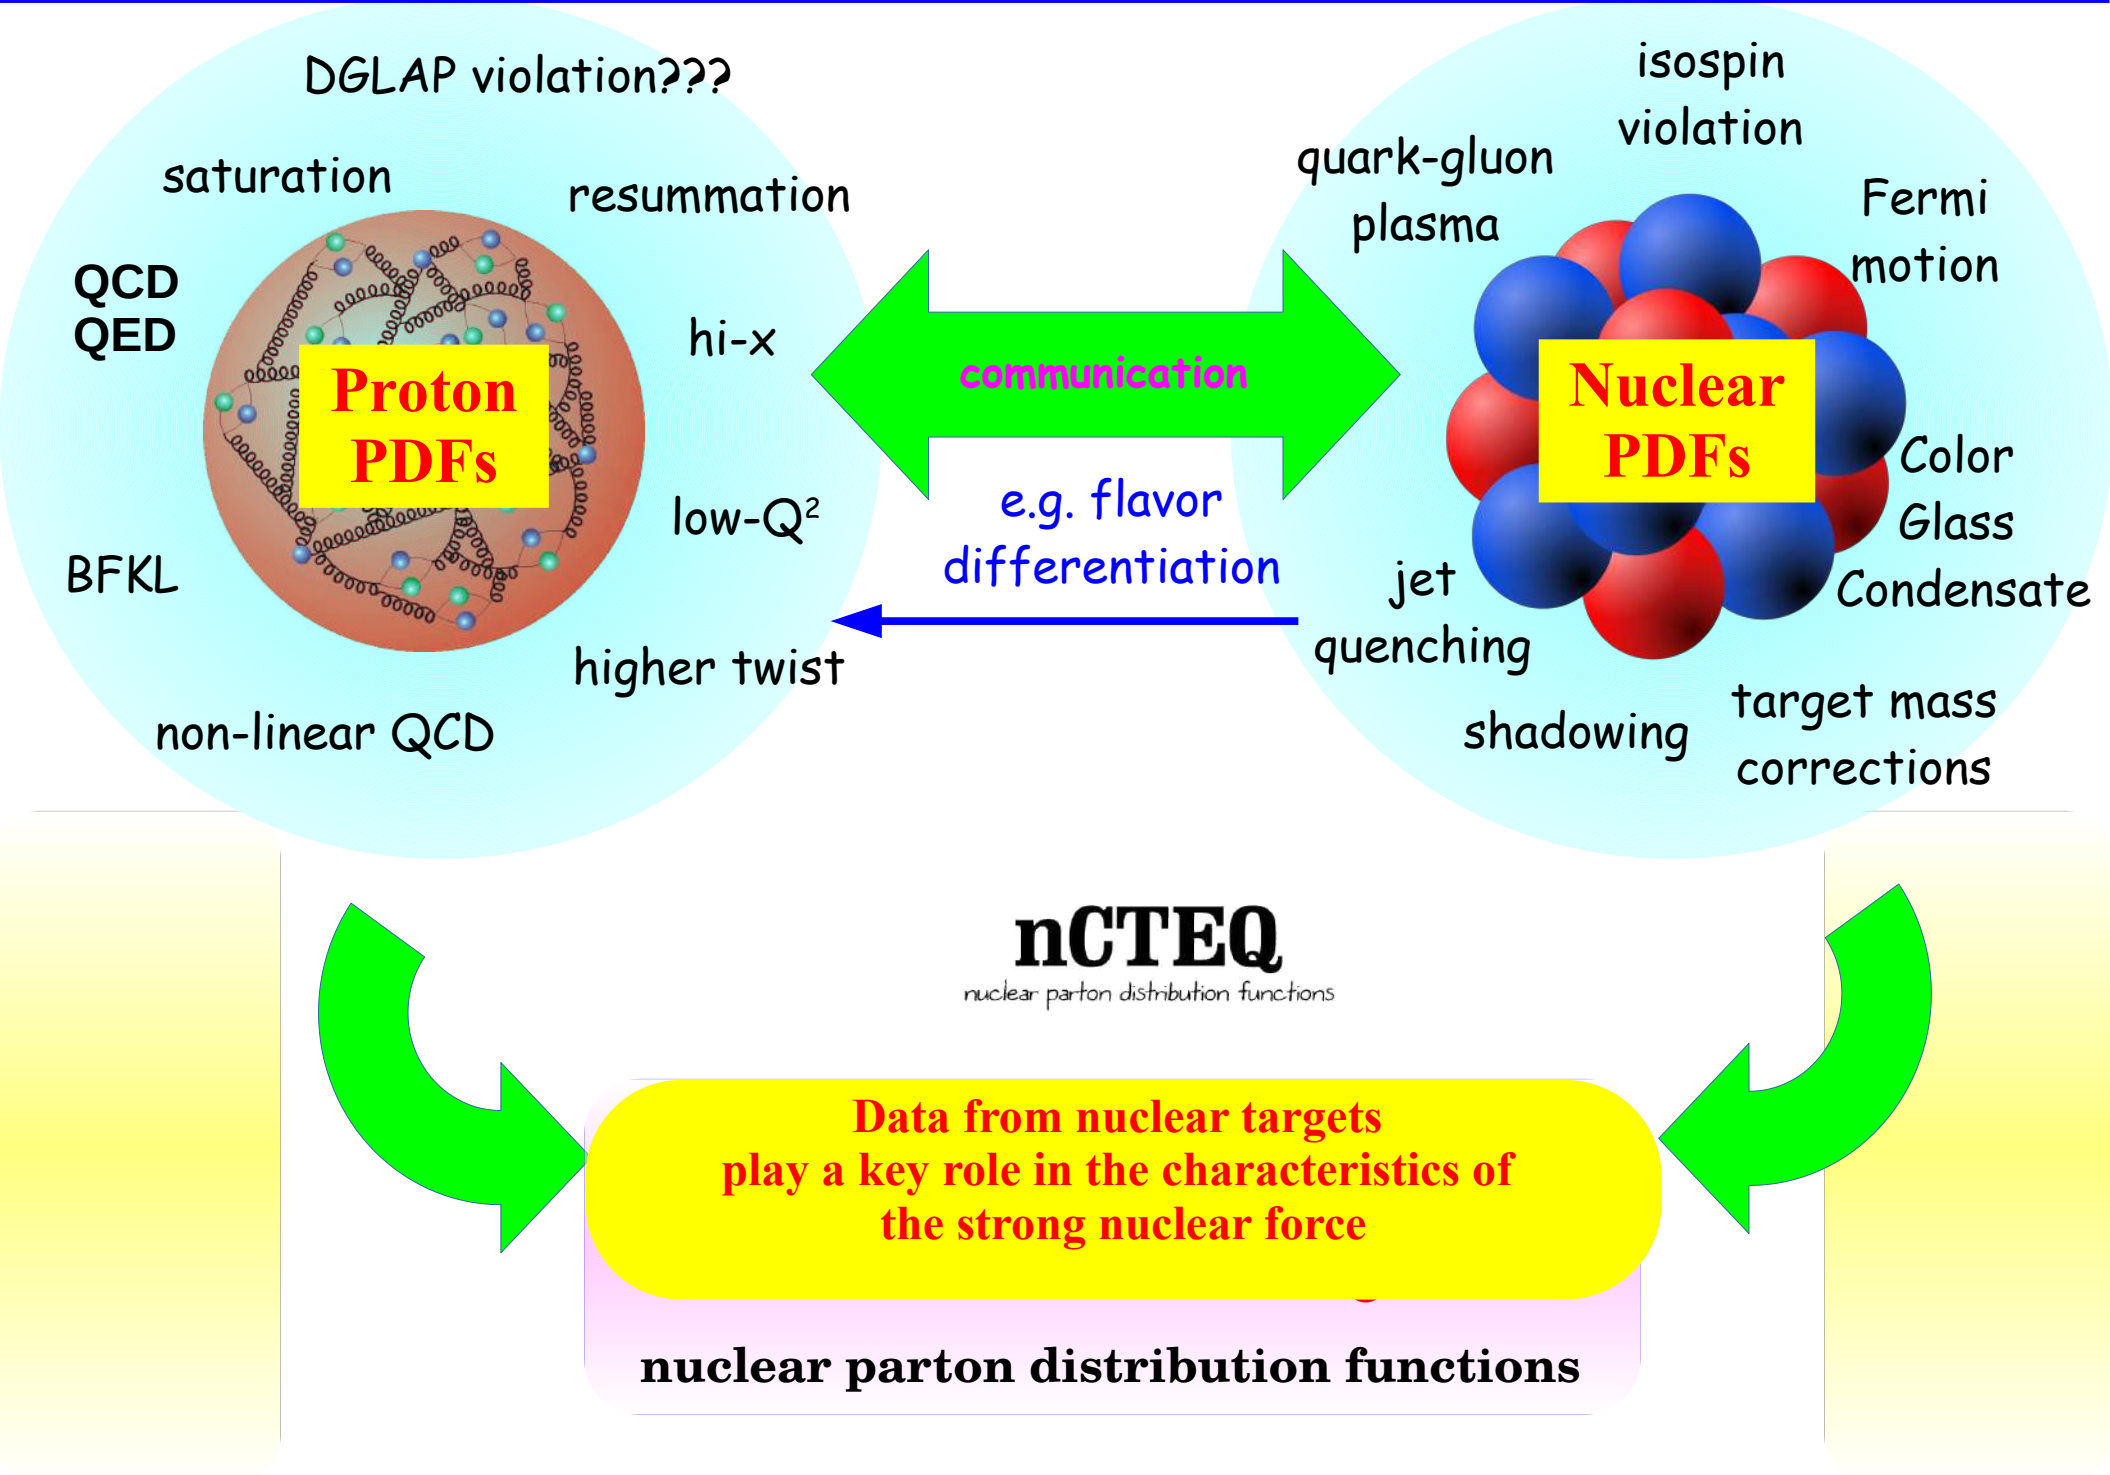 DGLAP violation???
saturation
resummation
QCD
QED
hi-x
Proton
PDFs
low-Q²
BFKL
higher twist
non-linear QCD
communication
e.g. flavor
differentiation
isospin
violation
quark-gluon
plasma
Fermi
motion
Nuclear
PDFs
Color
Glass
Condensate
jet
quenching
shadowing
target mass
corrections
nCTEQ
nuclear parton distribution functions
Data from nuclear targets
play a key role in the characteristics of
the strong nuclear force
nuclear parton distribution functions